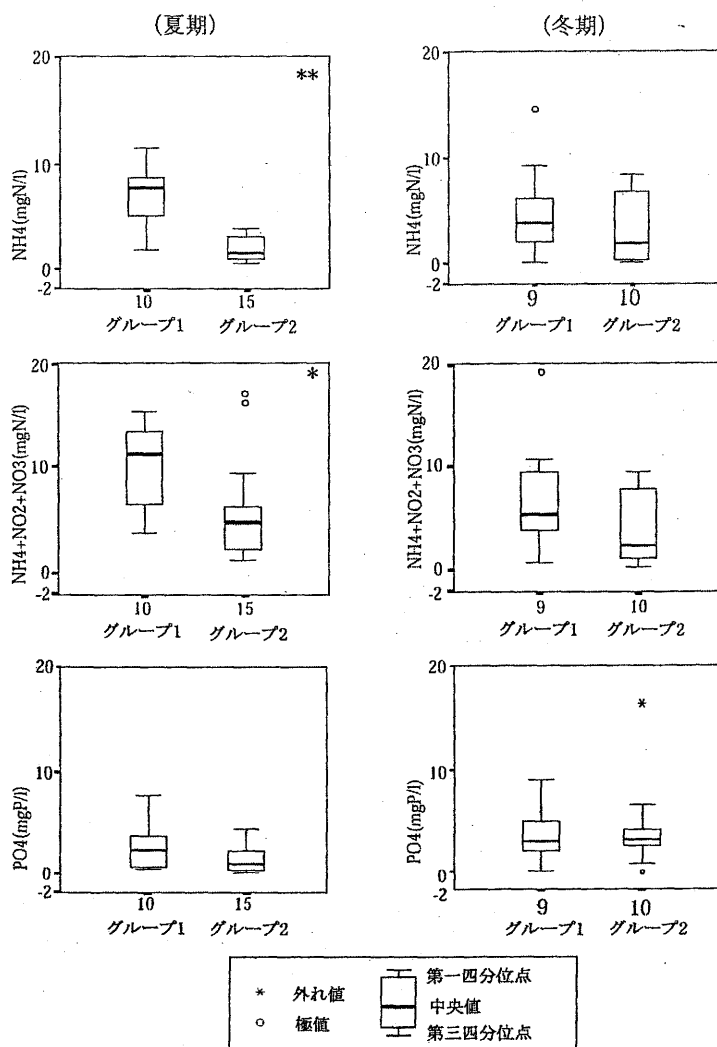 (夏期)
(冬期)
20
**
10
0
-2
NH4(mgN/l)
10
15
グループ1
グループ2
20
10
0
-2
NH4(mgN/l)
9
10
グループ1
グループ2
20
*
10
0
-2
NH4+NO2+NO3(mgN/l)
10
15
グループ1
グループ2
20
10
0
-2
NH4+NO2+NO3(mgN/l)
9
10
グループ1
グループ2
20
10
0
-2
PO4(mgP/l)
10
15
グループ1
グループ2
20
10
0
-2
PO4(mgP/l)
9
10
グループ1
グループ2
* 外れ値
○ 極値
第一四分位点
中央値
第三四分位点